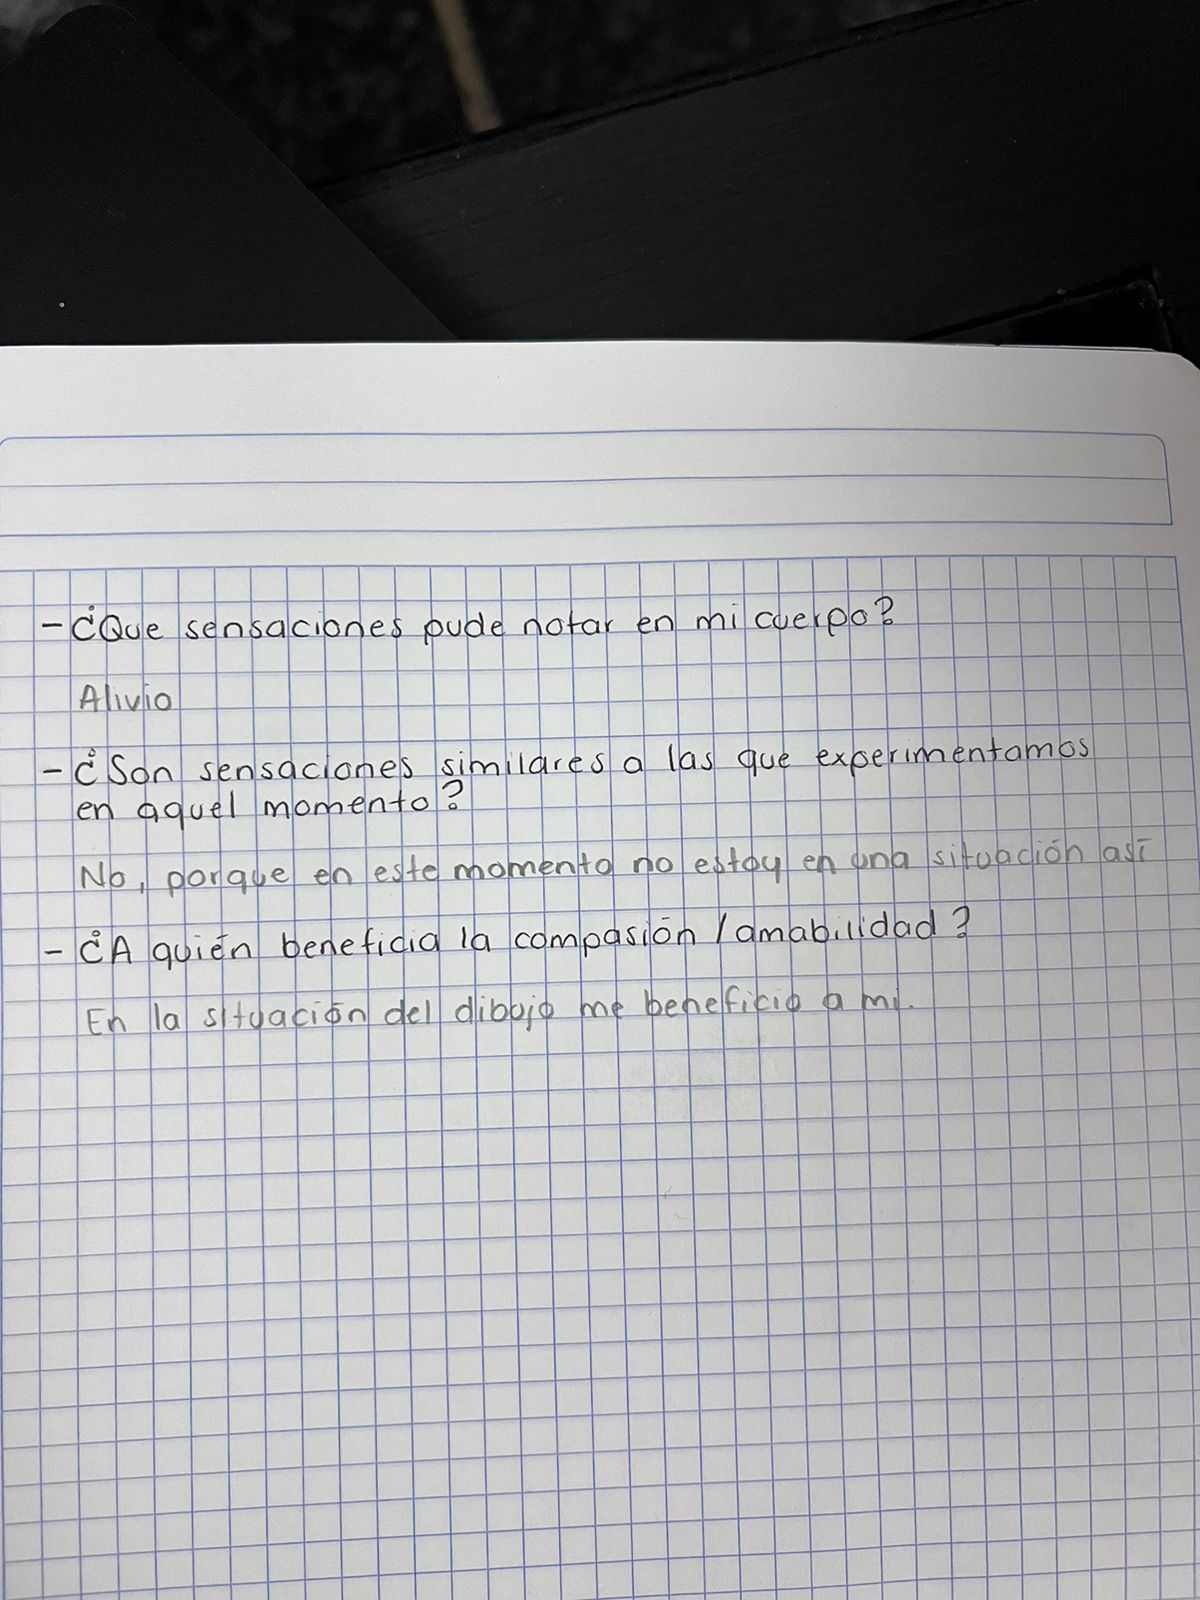 - ¿Que sensaciones pude notar en mi cuerpo?
Alivio
- ¿Son sensaciones similares a las que experimentamos
en aquel momento?
No, porque en este momento no estoy en una situación así
- ¿A quién beneficia la compasión / amabilidad?
En la situación del dibujo me beneficio a mi.